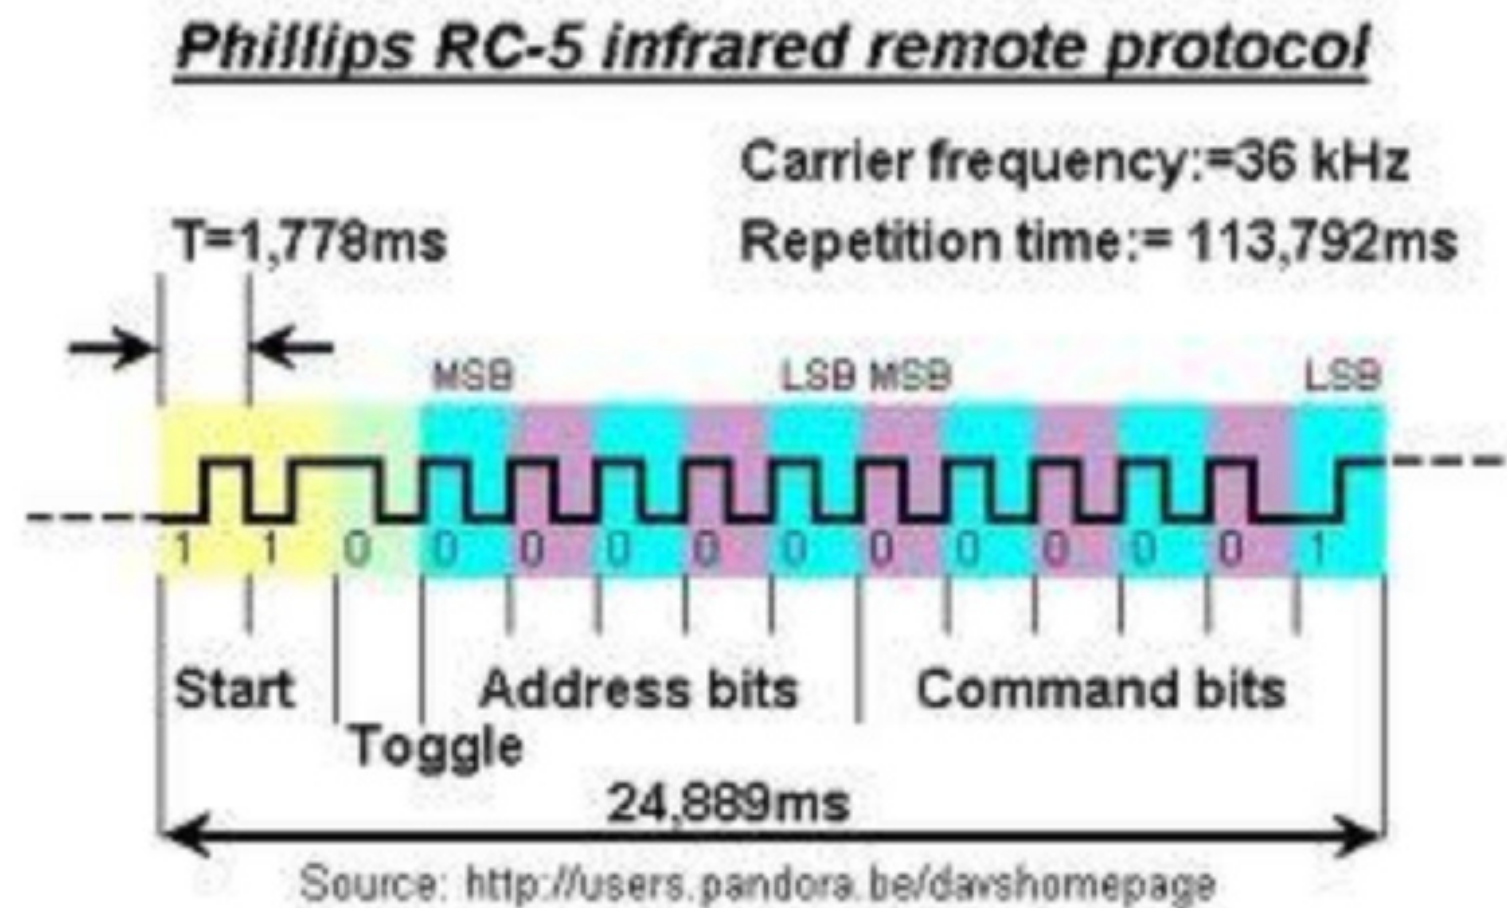 Phillips RC-5 infrared remote protocol
Carrier frequency:=36 kHz
T=1,778ms
Repetition time:= 113,792ms
MSB LSB MSB LSB
1 1 0 0 0 0 0 0 0 0 0 0 0 1
Start Address bits Command bits
Toggle
24,889ms
Source: http://users.pandora.be/davshomepage